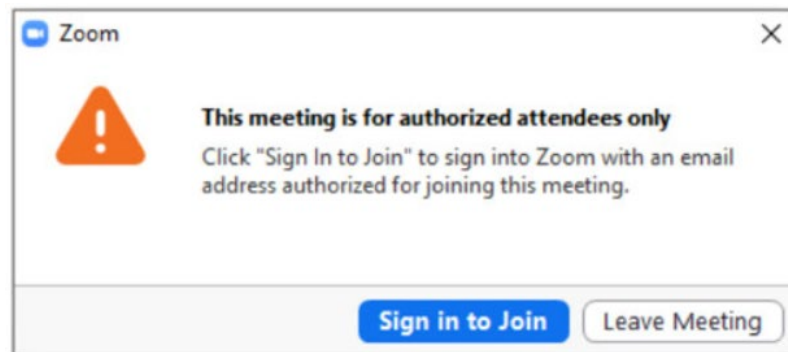 Zoom
This meeting is for authorized attendees only
Click "Sign In to Join" to sign into Zoom with an email
address authorized for joining this meeting.
Sign in to Join
Leave Meeting